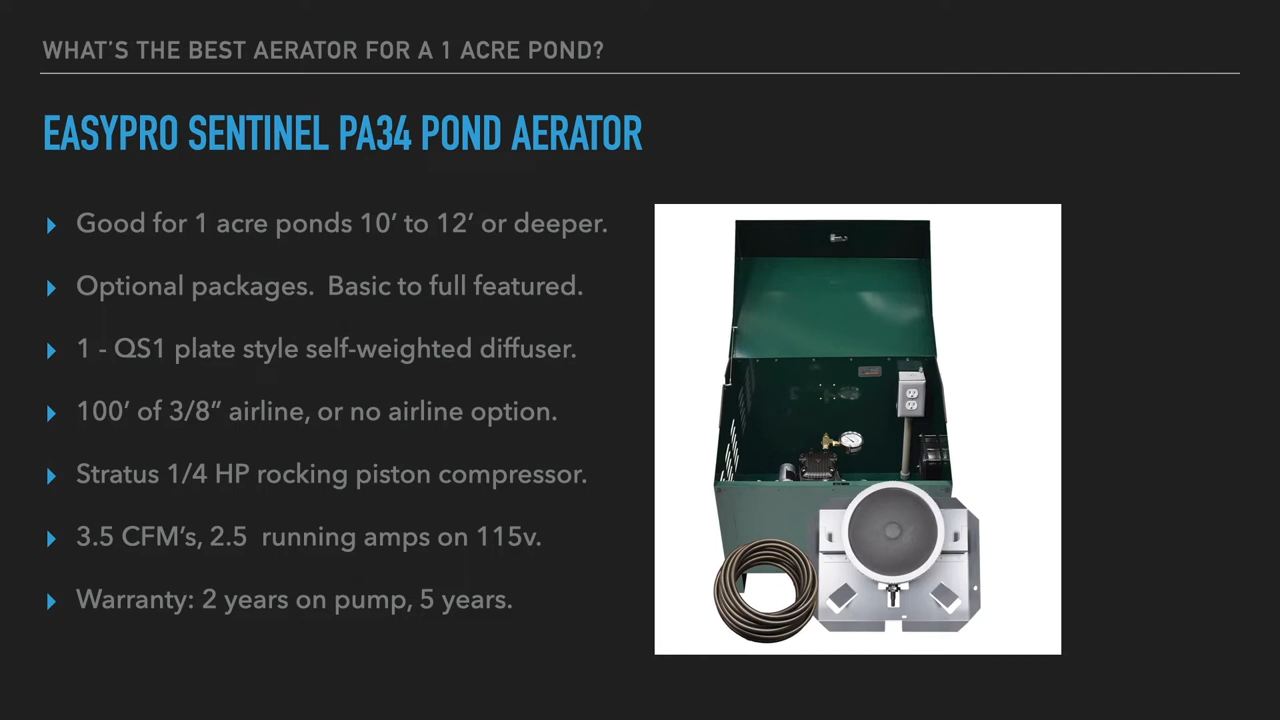 WHAT'S THE BEST AERATOR FOR A 1 ACRE POND?
EASYPRO SENTINEL PA34 POND AERATOR
Good for 1 acre ponds 10’ to 12’ or deeper.
Optional packages.  Basic to full featured.
1 - QS1 plate style self-weighted diffuser.
100’ of 3/8” airline, or no airline option.
Stratus 1/4 HP rocking piston compressor.
3.5 CFM’s, 2.5  running amps on 115v.
Warranty: 2 years on pump, 5 years.